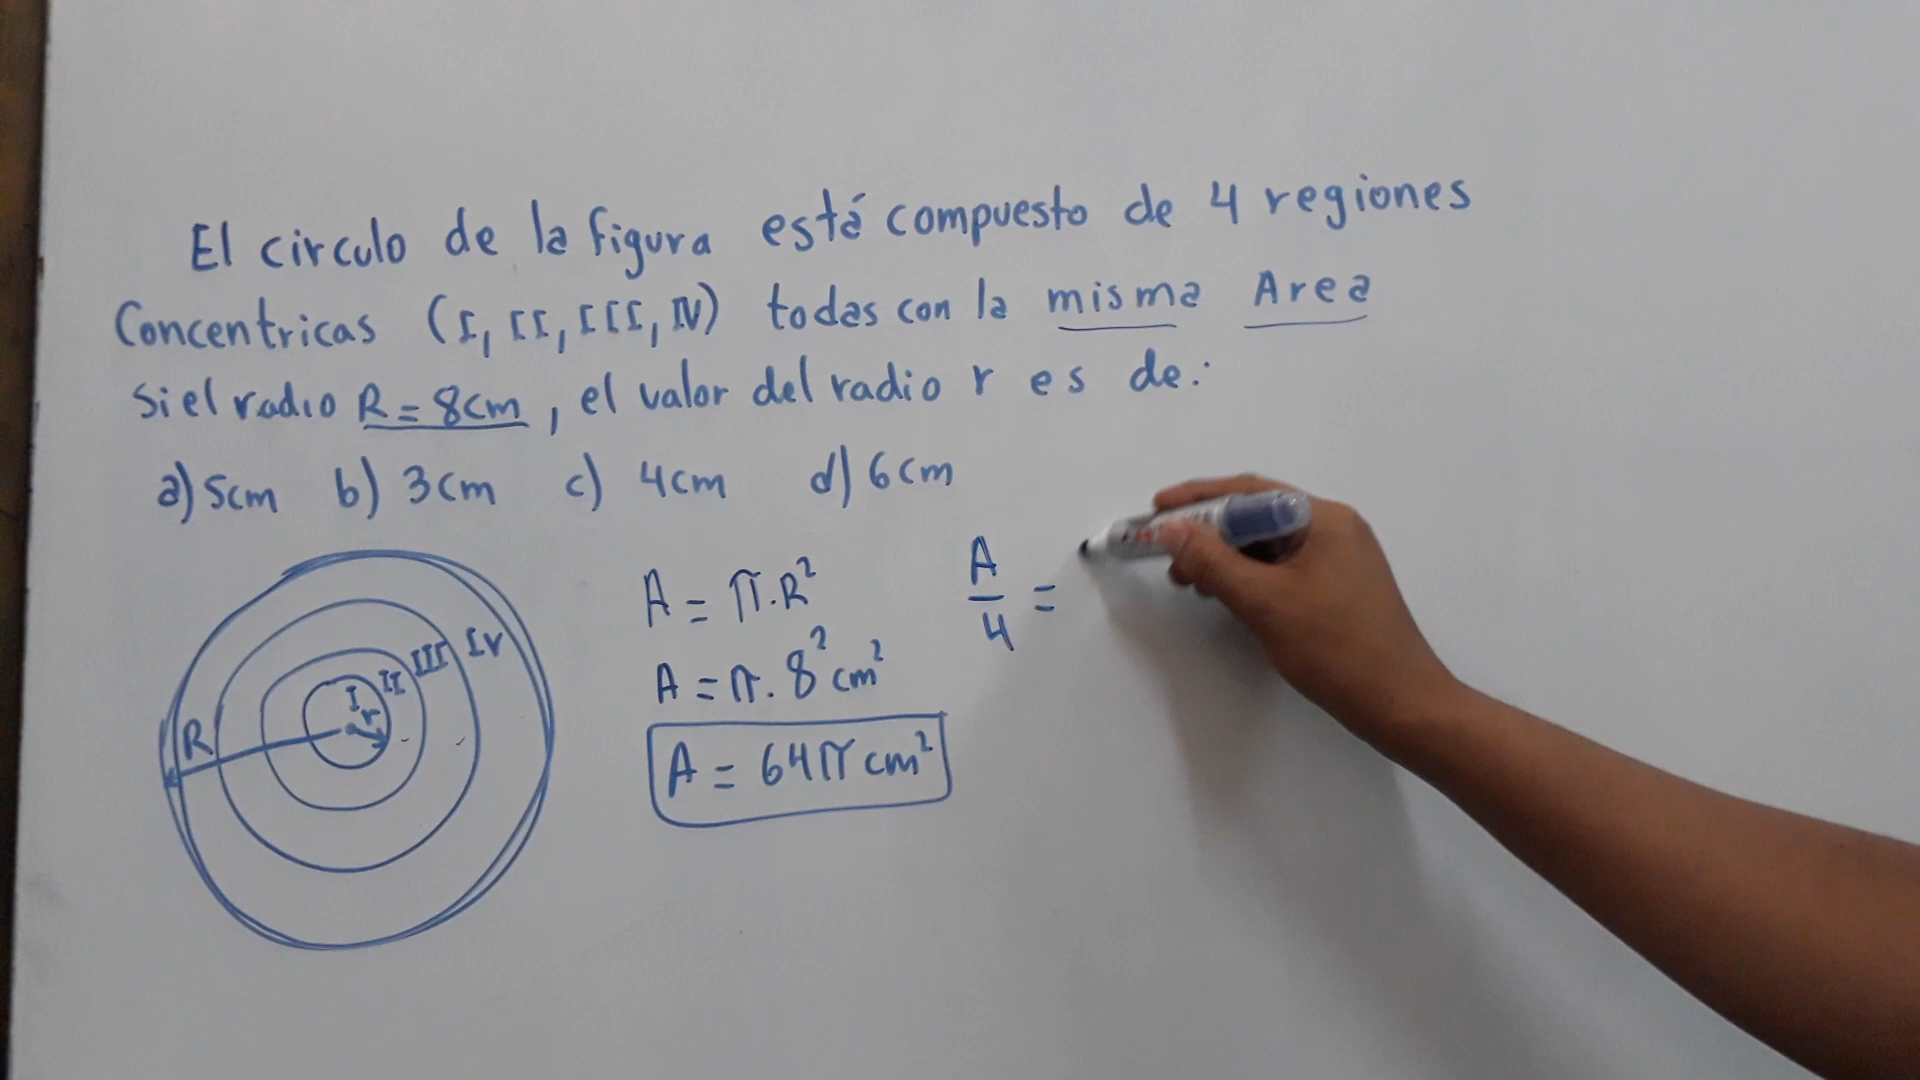 El circulo de la figura está compuesto de 4 regiones
Concentricas (I, II, III, IV) todas con la misma Area
si el radio R = 8cm, el valor del radio r es de:
a) 5cm b) 3cm c) 4cm d) 6cm
A = π.R²
A = π.8² cm²
A = 64π cm²
A/4 =
R
I
r
II
III
IV